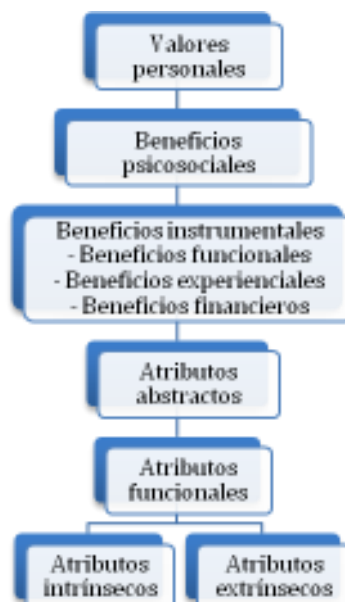 Valores
personales
Beneficios
psicosociales
Beneficios instrumentales
- Beneficios funcionales
- Beneficios experienciales
- Beneficios financieros
Atributos
abstractos
Atributos
funcionales
Atributos
intrínsecos
Atributos
extrínsecos